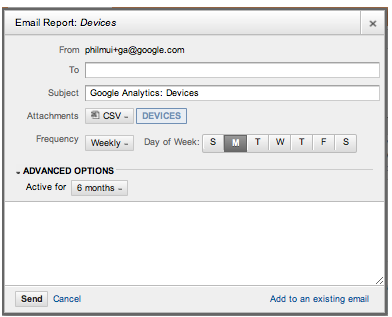 Email Report: Devices ×
From philmui+ga@google.com
To
Subject Google Analytics: Devices
Attachments CSV DEVICES
Frequency Weekly Day of Week: S M T W T F S
ADVANCED OPTIONS
Active for 6 months
Send Cancel Add to an existing email